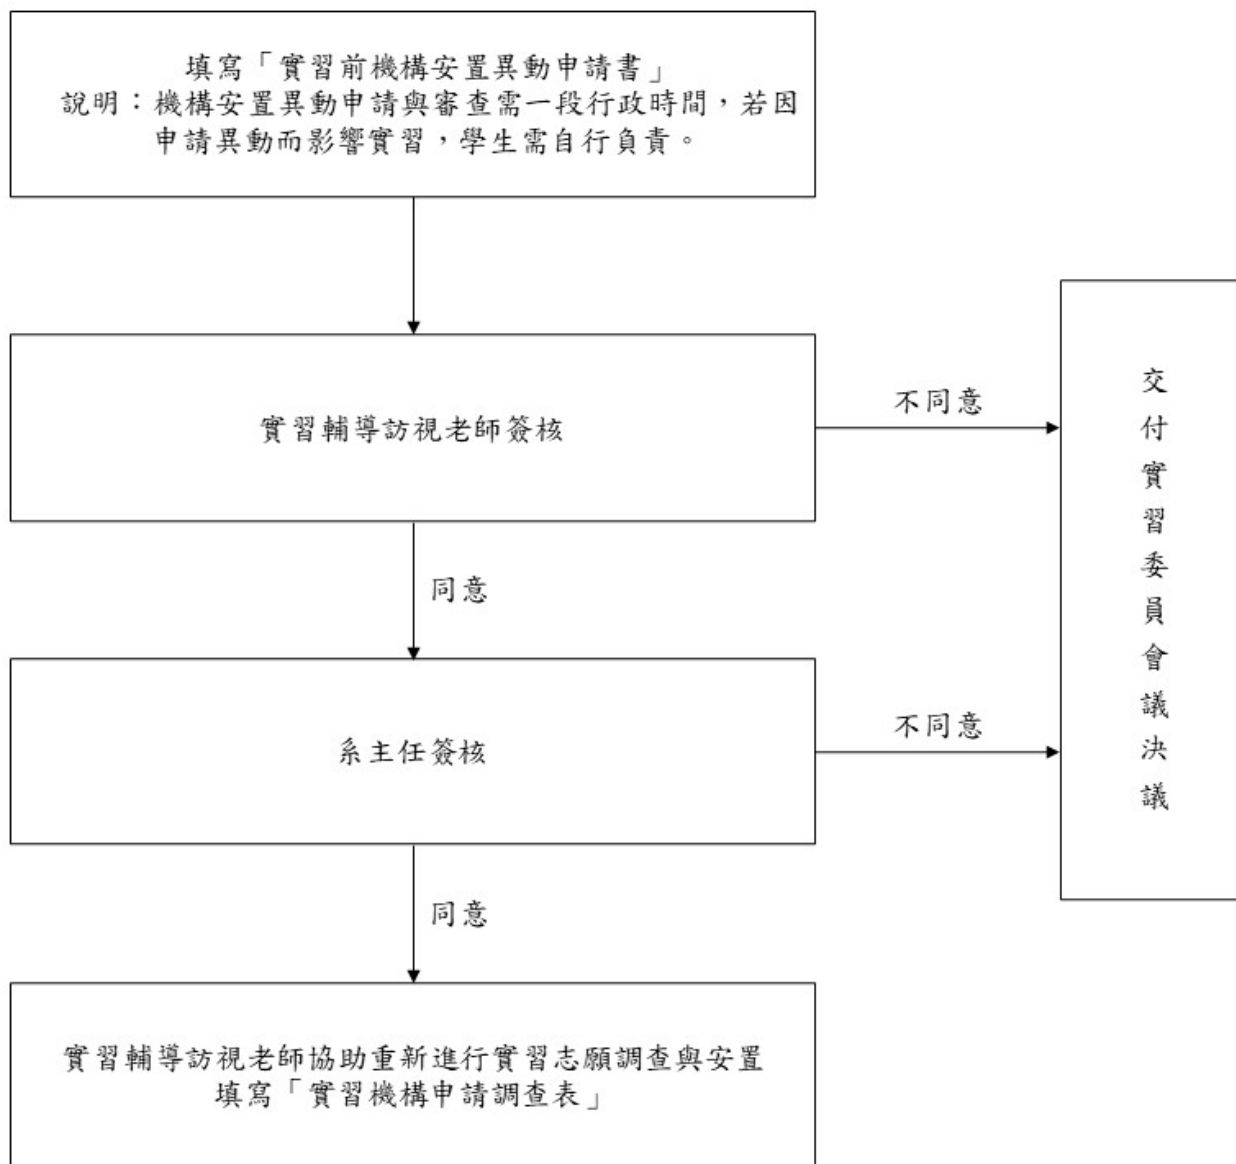 填寫「實習前機構安置異動申請書」
說明：機構安置異動申請與審查需一段行政時間，若因
申請異動而影響實習，學生需自行負責。
實習輔導訪視老師簽核
不同意
同意
系主任簽核
不同意
同意
實習輔導訪視老師協助重新進行實習志願調查與安置
填寫「實習機構申請調查表」
交付實習委員會議決議